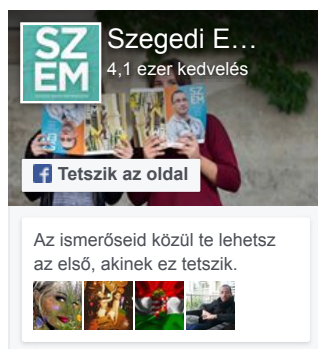 SZ
EM
Szegedi E…
4,1 ezer kedvelés
Tetszik az oldal
Az ismerőseid közül te lehetsz
az első, akinek ez tetszik.